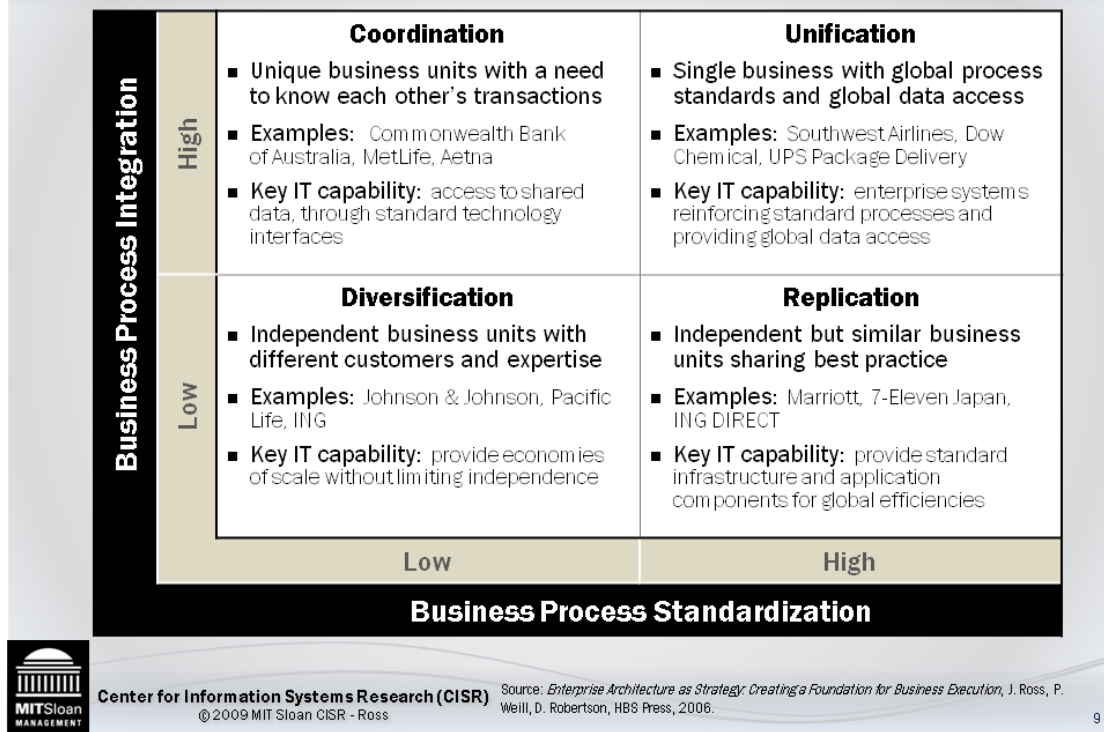 Business Process Integration
High
Low
Coordination
■ Unique business units with a need
to know each other's transactions
■ Examples: Commonwealth Bank
of Australia, MetLife, Aetna
■ Key IT capability: access to shared
data, through standard technology
interfaces
Unification
■ Single business with global process
standards and global data access
■ Examples: Southwest Airlines, Dow
Chemical, UPS Package Delivery
■ Key IT capability: enterprise systems
reinforcing standard processes and
providing global data access
Diversification
■ Independent business units with
different customers and expertise
■ Examples: Johnson & Johnson, Pacific
Life, ING
■ Key IT capability: provide economies
of scale without limiting independence
Replication
■ Independent but similar business
units sharing best practice
■ Examples: Marriott, 7-Eleven Japan,
ING DIRECT
■ Key IT capability: provide standard
infrastructure and application
components for global efficiencies
Low
High
Business Process Standardization
MITSloan
MANAGEMENT
Center for Information Systems Research (CISR)
© 2009 MIT Sloan CISR - Ross
Source: Enterprise Architecture as Strategy: Creating a Foundation for Business Execution, J. Ross, P.
Weill, D. Robertson, HBS Press, 2006.
9